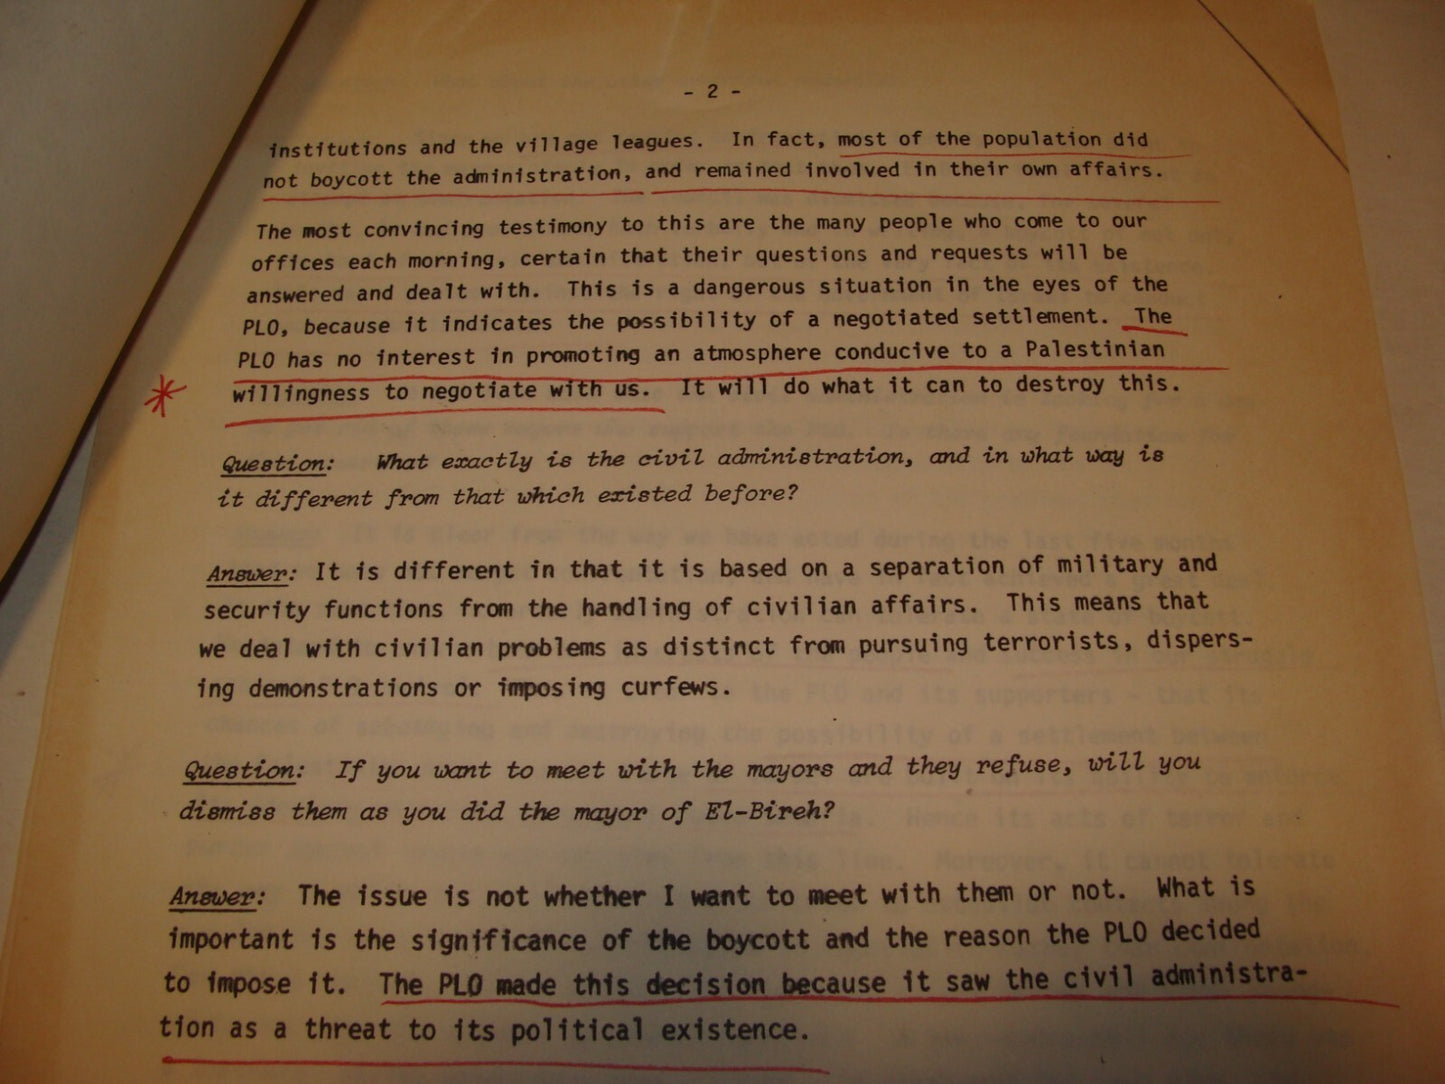 - 2 -
institutions and the village leagues. In fact, most of the population did
not boycott the administration, and remained involved in their own affairs.
The most convincing testimony to this are the many people who come to our
offices each morning, certain that their questions and requests will be
answered and dealt with. This is a dangerous situation in the eyes of the
PLO, because it indicates the possibility of a negotiated settlement. The
PLO has no interest in promoting an atmosphere conducive to a Palestinian
willingness to negotiate with us. It will do what it can to destroy this.
Question: What exactly is the civil administration, and in what way is
it different from that which existed before?
Answer: It is different in that it is based on a separation of military and
security functions from the handling of civilian affairs. This means that
we deal with civilian problems as distinct from pursuing terrorists, dispers-
ing demonstrations or imposing curfews.
Question: If you want to meet with the mayors and they refuse, will you
dismiss them as you did the mayor of El-Bireh?
Answer: The issue is not whether I want to meet with them or not. What is
important is the significance of the boycott and the reason the PLO decided
to impose it. The PLO made this decision because it saw the civil administra-
tion as a threat to its political existence.